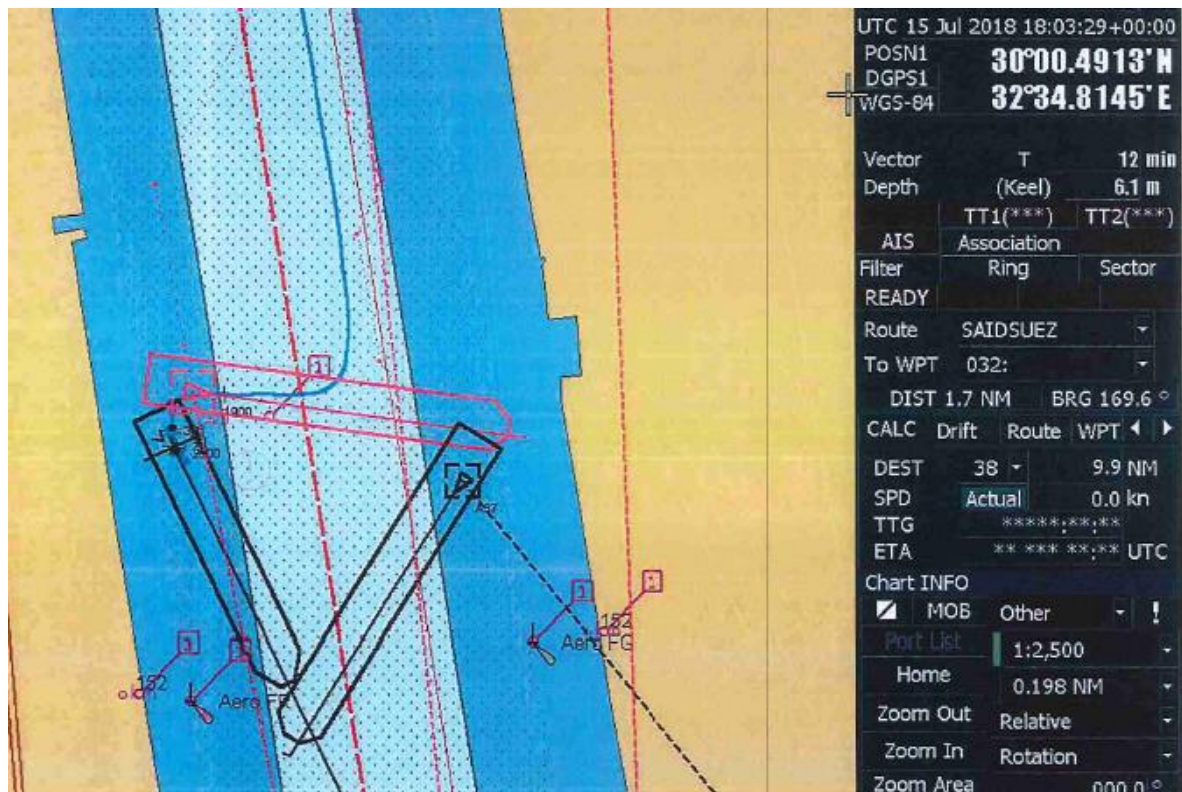 UTC 15 Jul 2018 18:03:29+00:00
POSN1 30°00.4913' N
DGPS1
WGS-84 32°34.8145' E
Vector T 12 min
Depth (Keel) 6.1 m
TT1(***) TT2(***)
AIS Association
Filter Ring Sector
READY
Route SAIDSUEZ
To WPT 032:
DIST 1.7 NM BRG 169.6 °
CALC Drift Route WPT
DEST 38 9.9 NM
SPD Actual 0.0 kn
TTG *****:**:**
ETA ** *** **:** UTC
Chart INFO
MOB Other !
Port List 1:2,500
Home 0.198 NM
Zoom Out Relative
Zoom In Rotation
Zoom Area 000.0 °
1
1
1
152
Aero FG
152
Aero FR